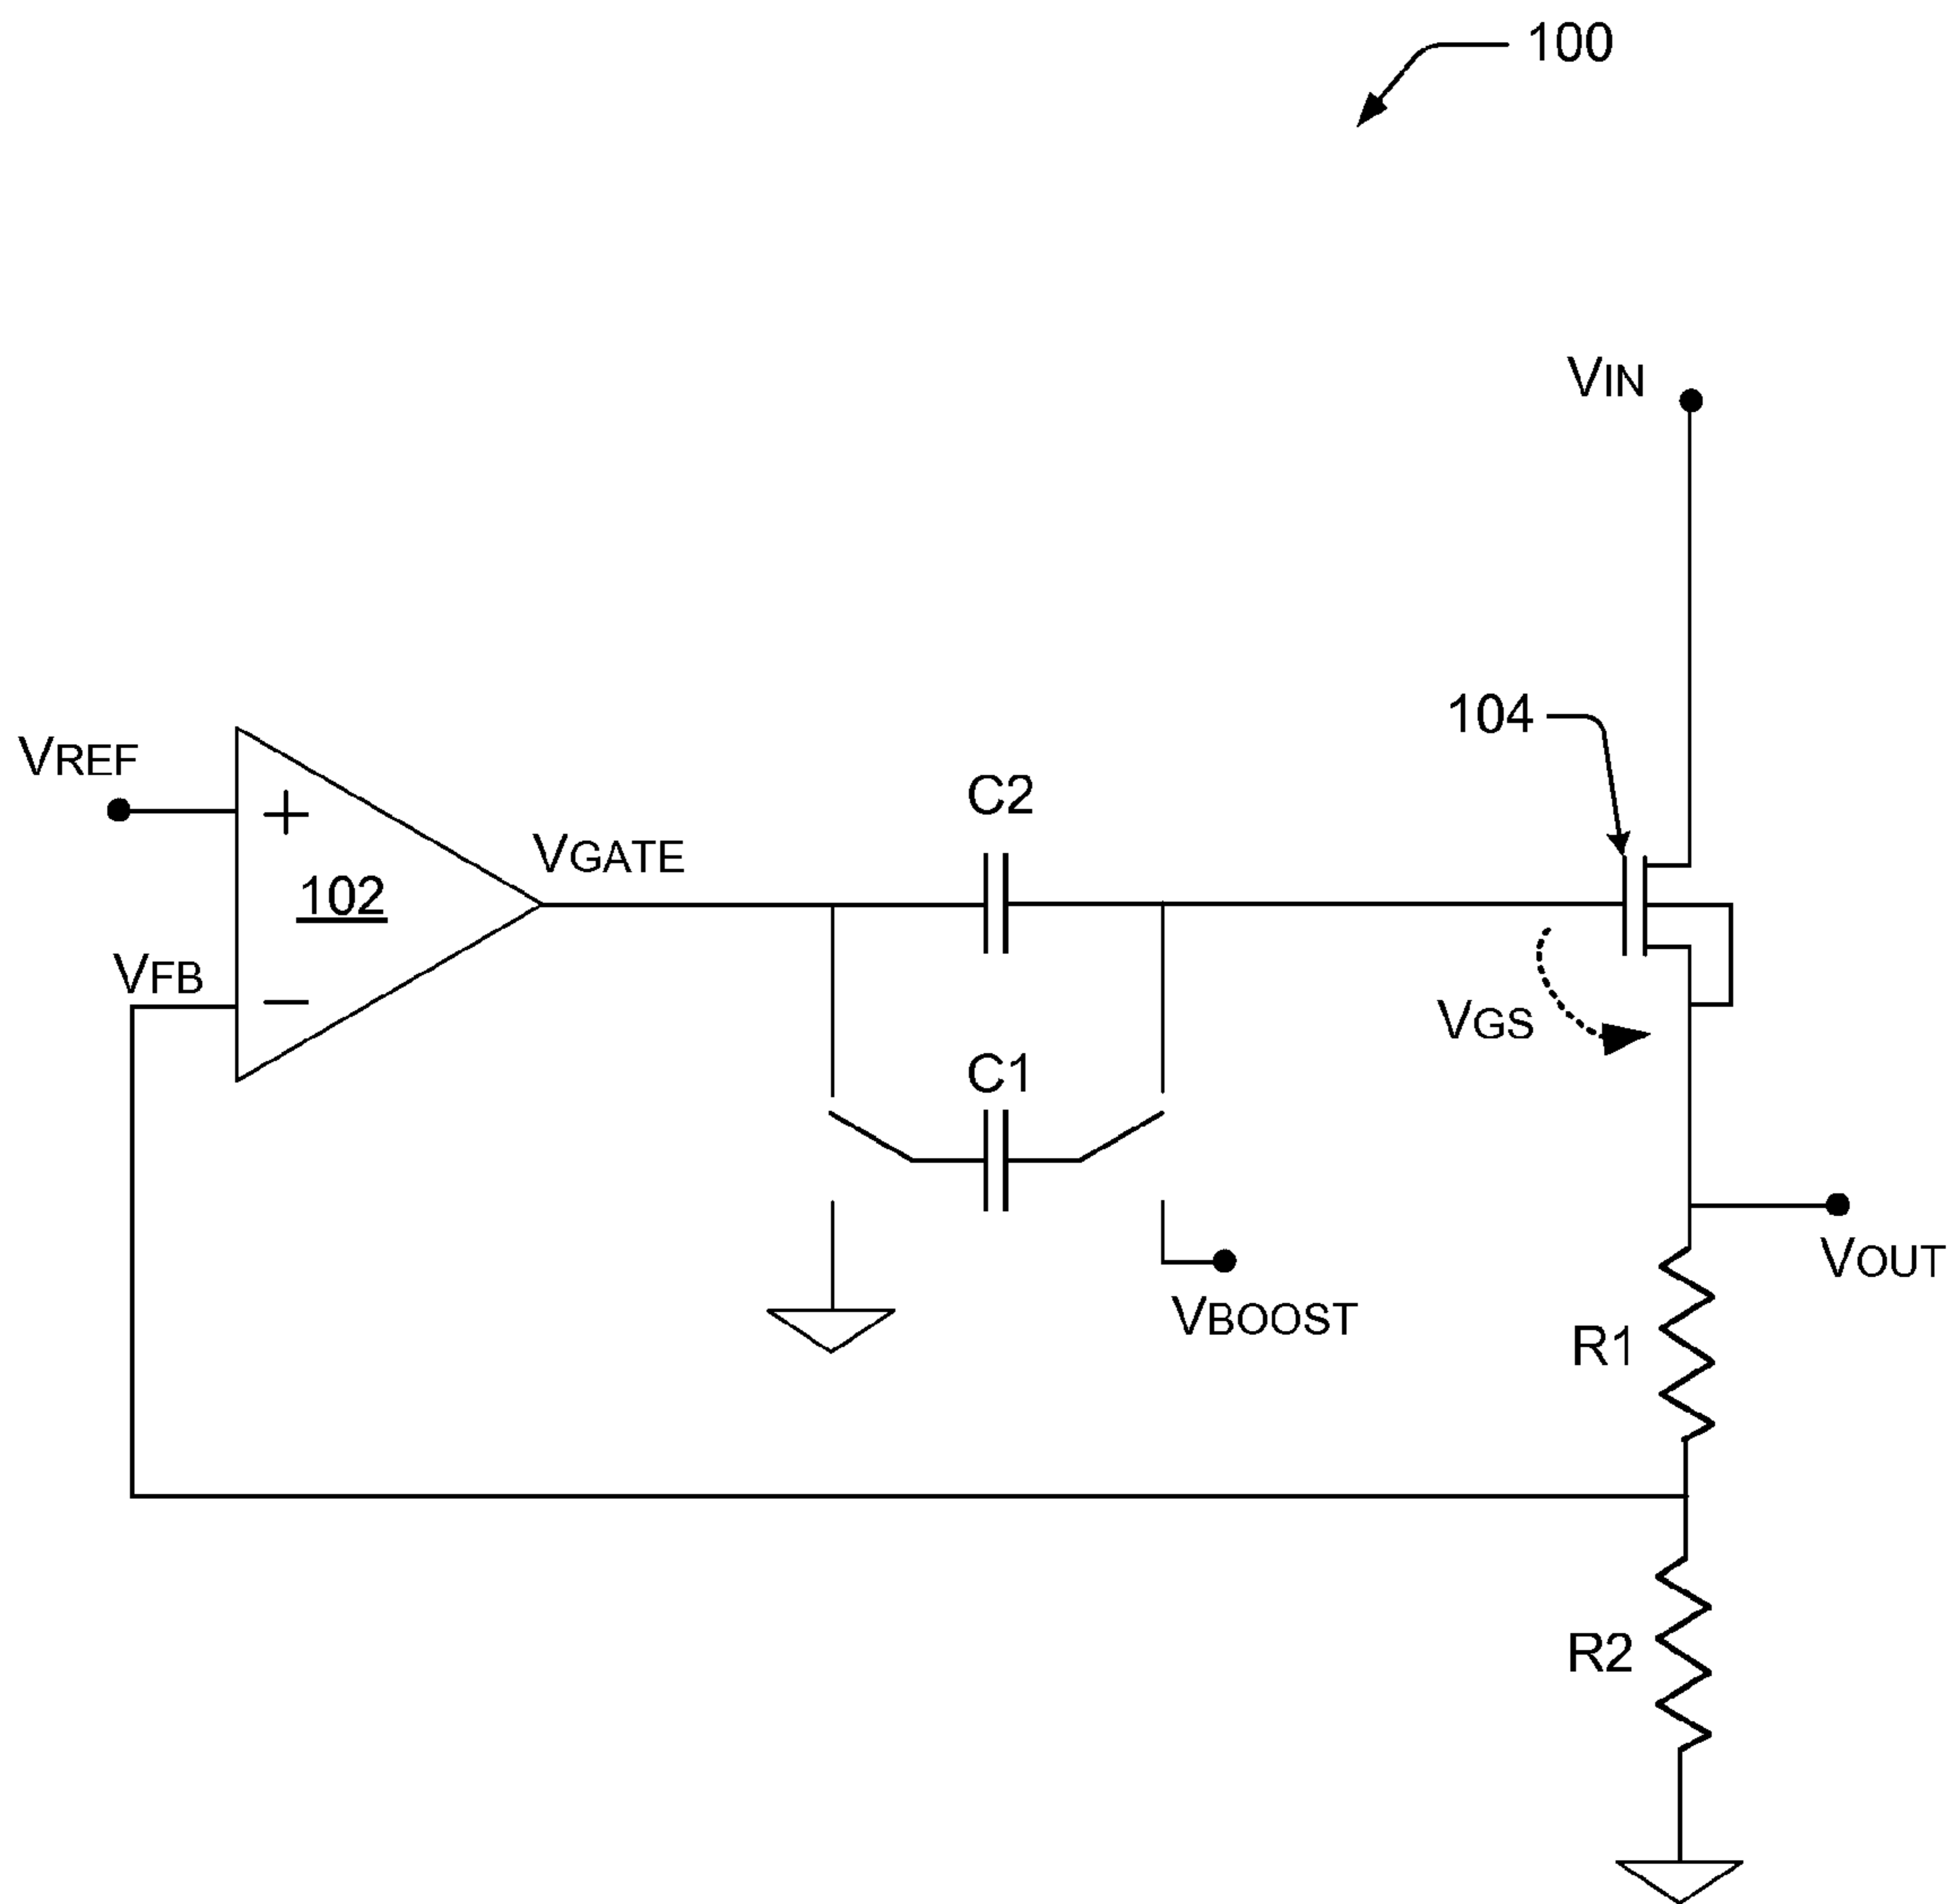 100
VIN
104
VREF
+
102
VGATE
C2
VFB
−
VGS
C1
VOUT
VBOOST
R1
R2